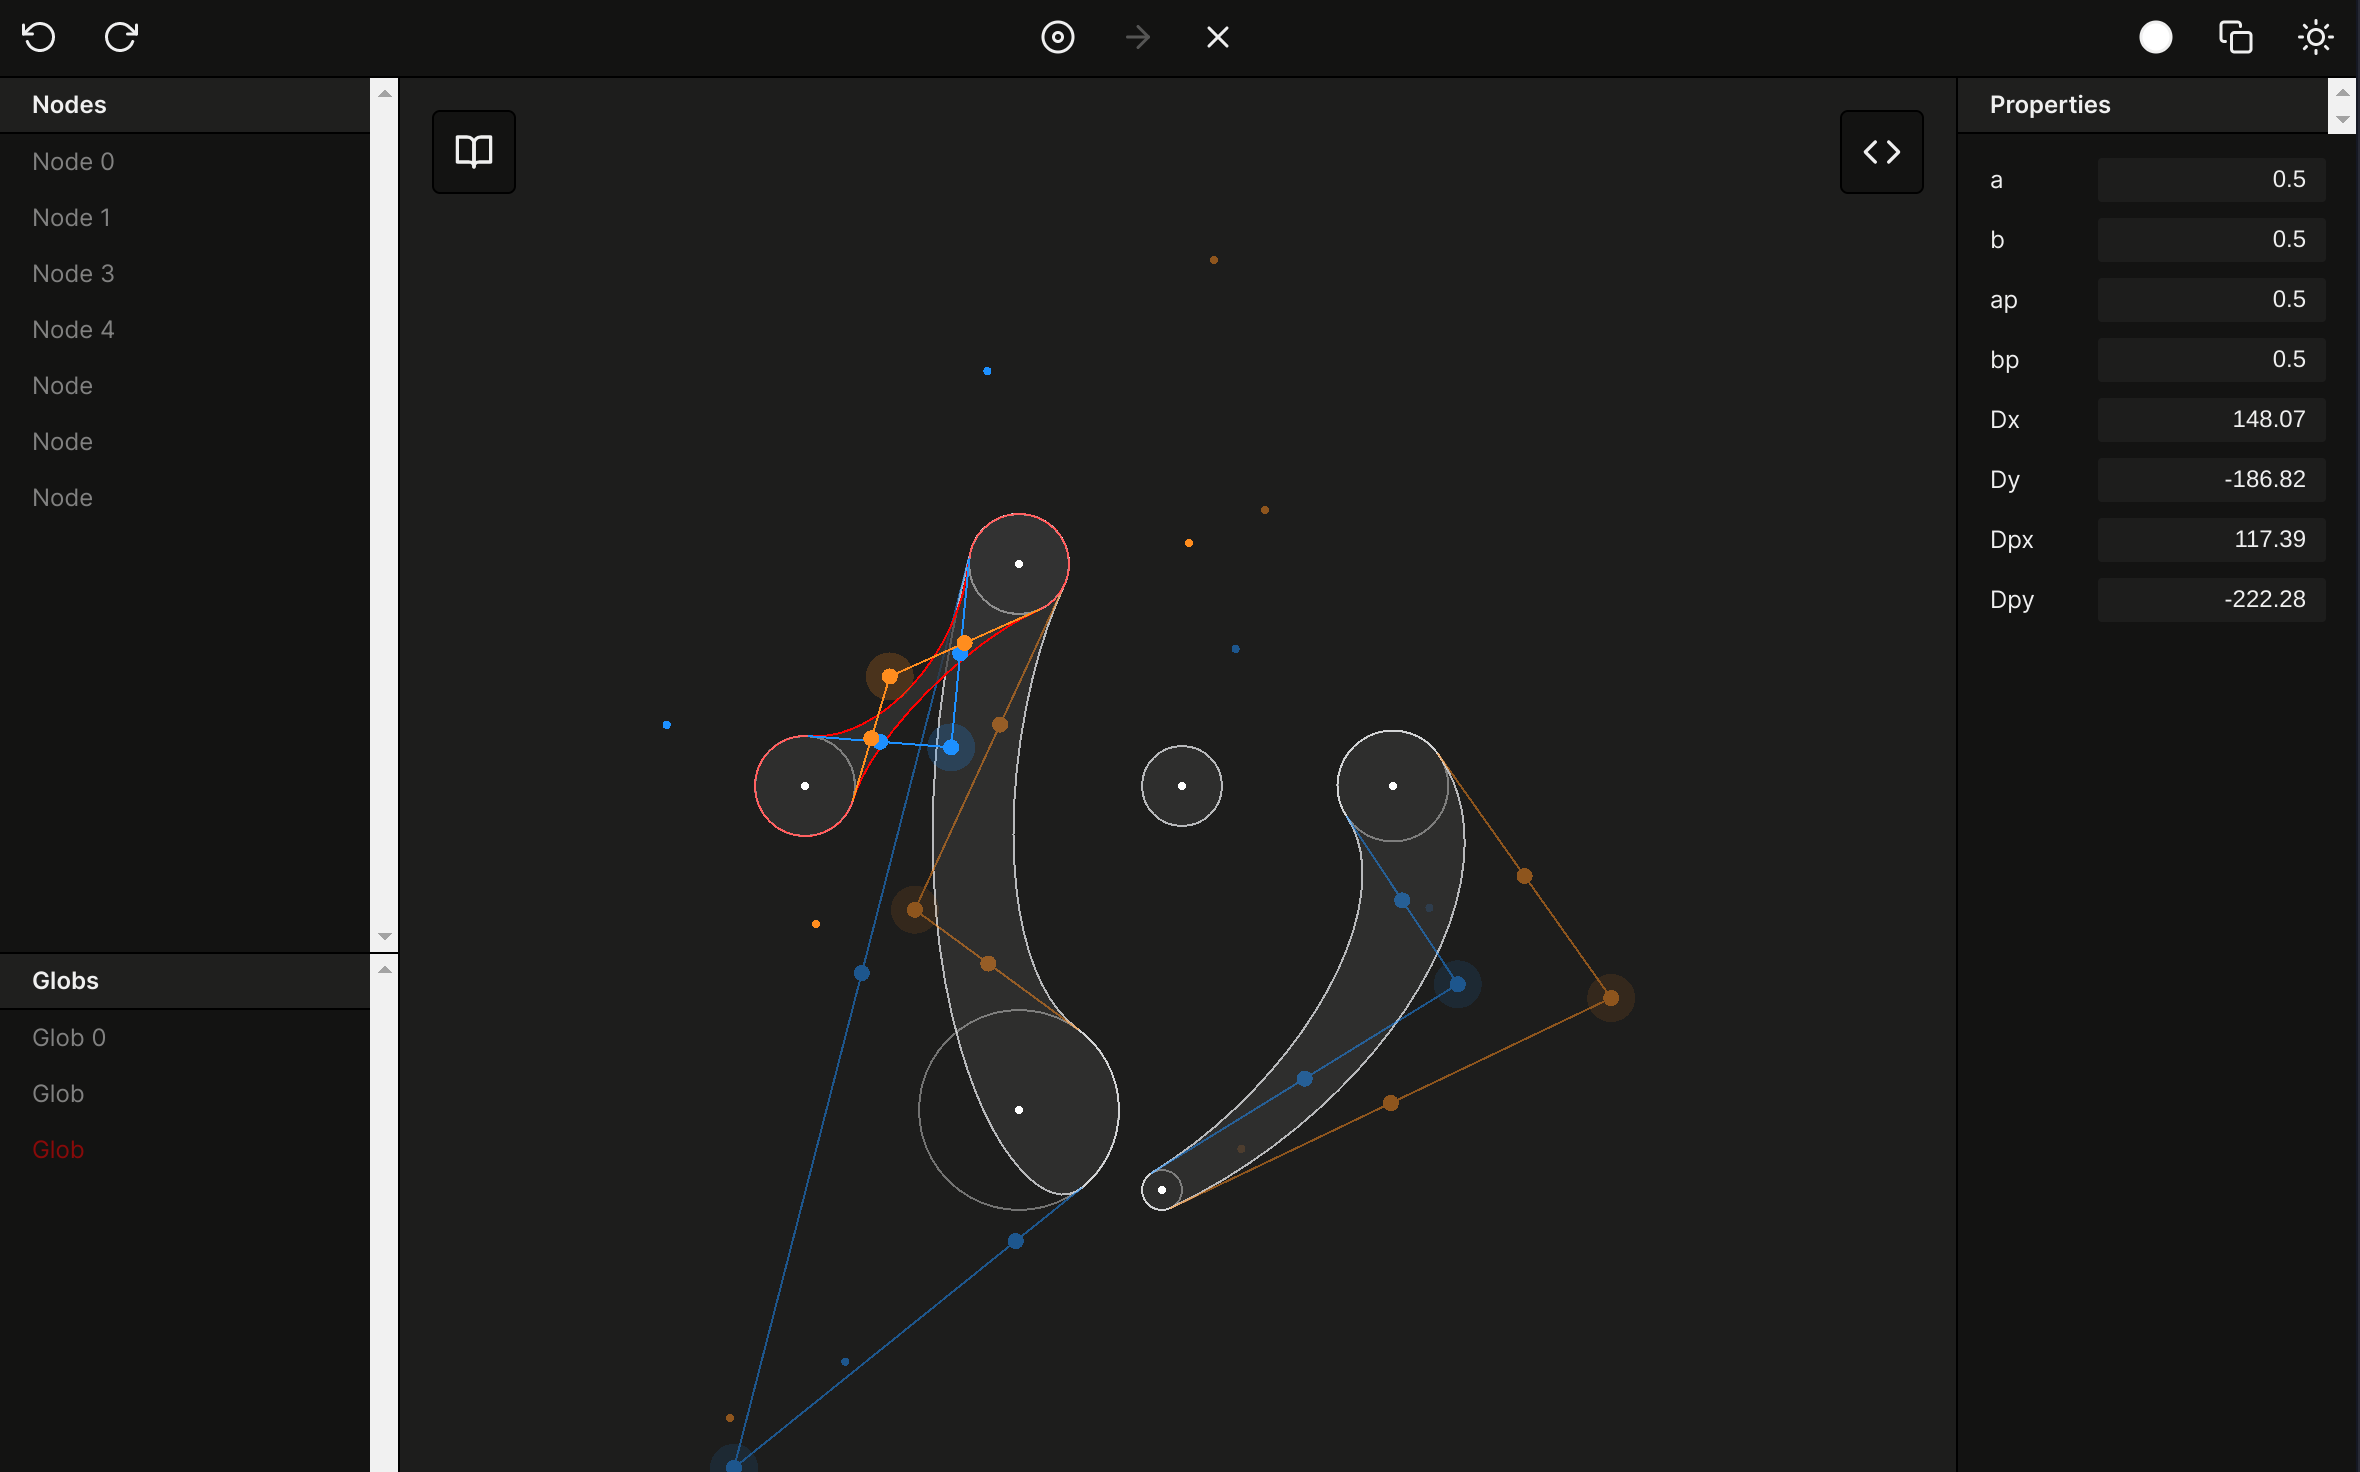 Nodes
Node 0
Node 1
Node 3
Node 4
Node
Node
Node
Globs
Glob 0
Glob
Glob
Properties
a 0.5
b 0.5
ap 0.5
bp 0.5
Dx 148.07
Dy -186.82
Dpx 117.39
Dpy -222.28